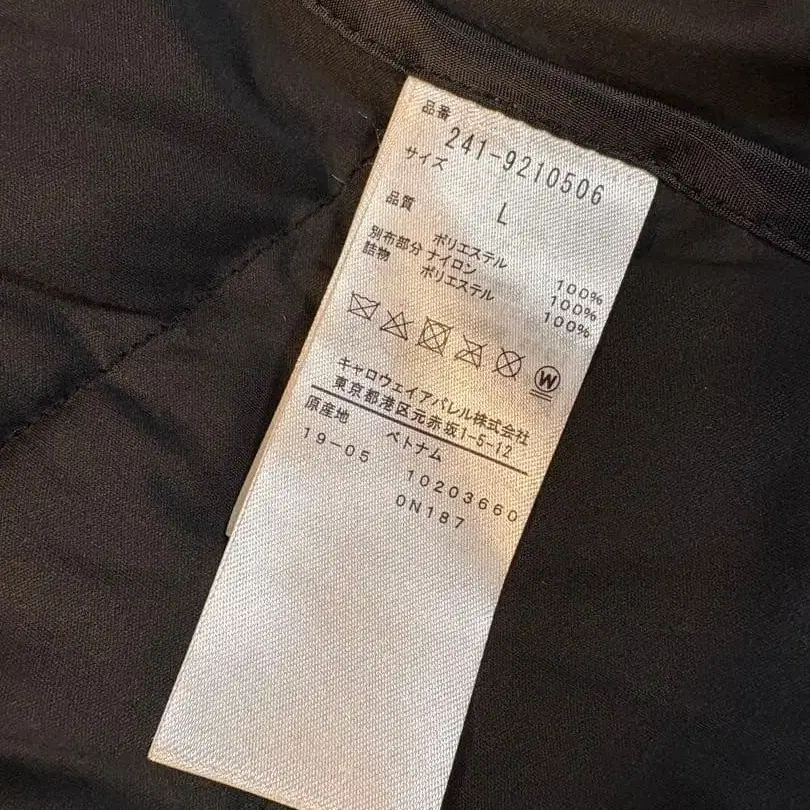 品番 241-9210506
サイズ L
品質 ポリエステル 100%
別布部分 ナイロン 100%
詰物 ポリエステル 100%
W
キャロウェイアパレル株式会社
東京都港区元赤坂1-5-12
原産地 ベトナム
19-05 10203660
0N187